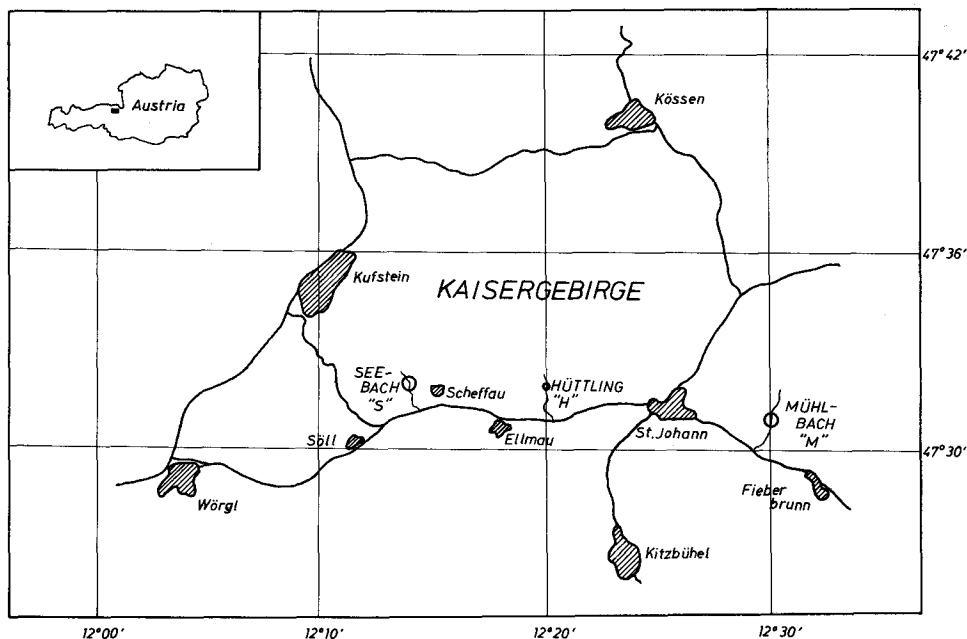 Austria
47°42'
Kössen
47°36'
Kufstein
KAISERGEBIRGE
SEE-
BACH
"S"
Scheffau
HÜTTLING
"H"
MÜHL-
BACH
"M"
Söll
Ellmau
St. Johann
47°30'
Wörgl
Fieber
brunn
Kitzbühel
12°00'
12°10'
12°20'
12°30'